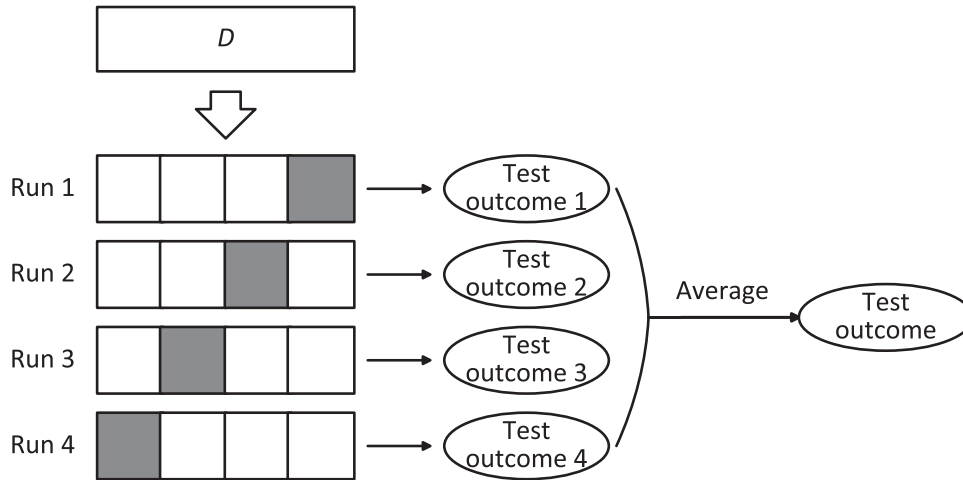 D
Run 1
Test
outcome 1
Run 2
Test
outcome 2
Average
Test
outcome
Run 3
Test
outcome 3
Run 4
Test
outcome 4